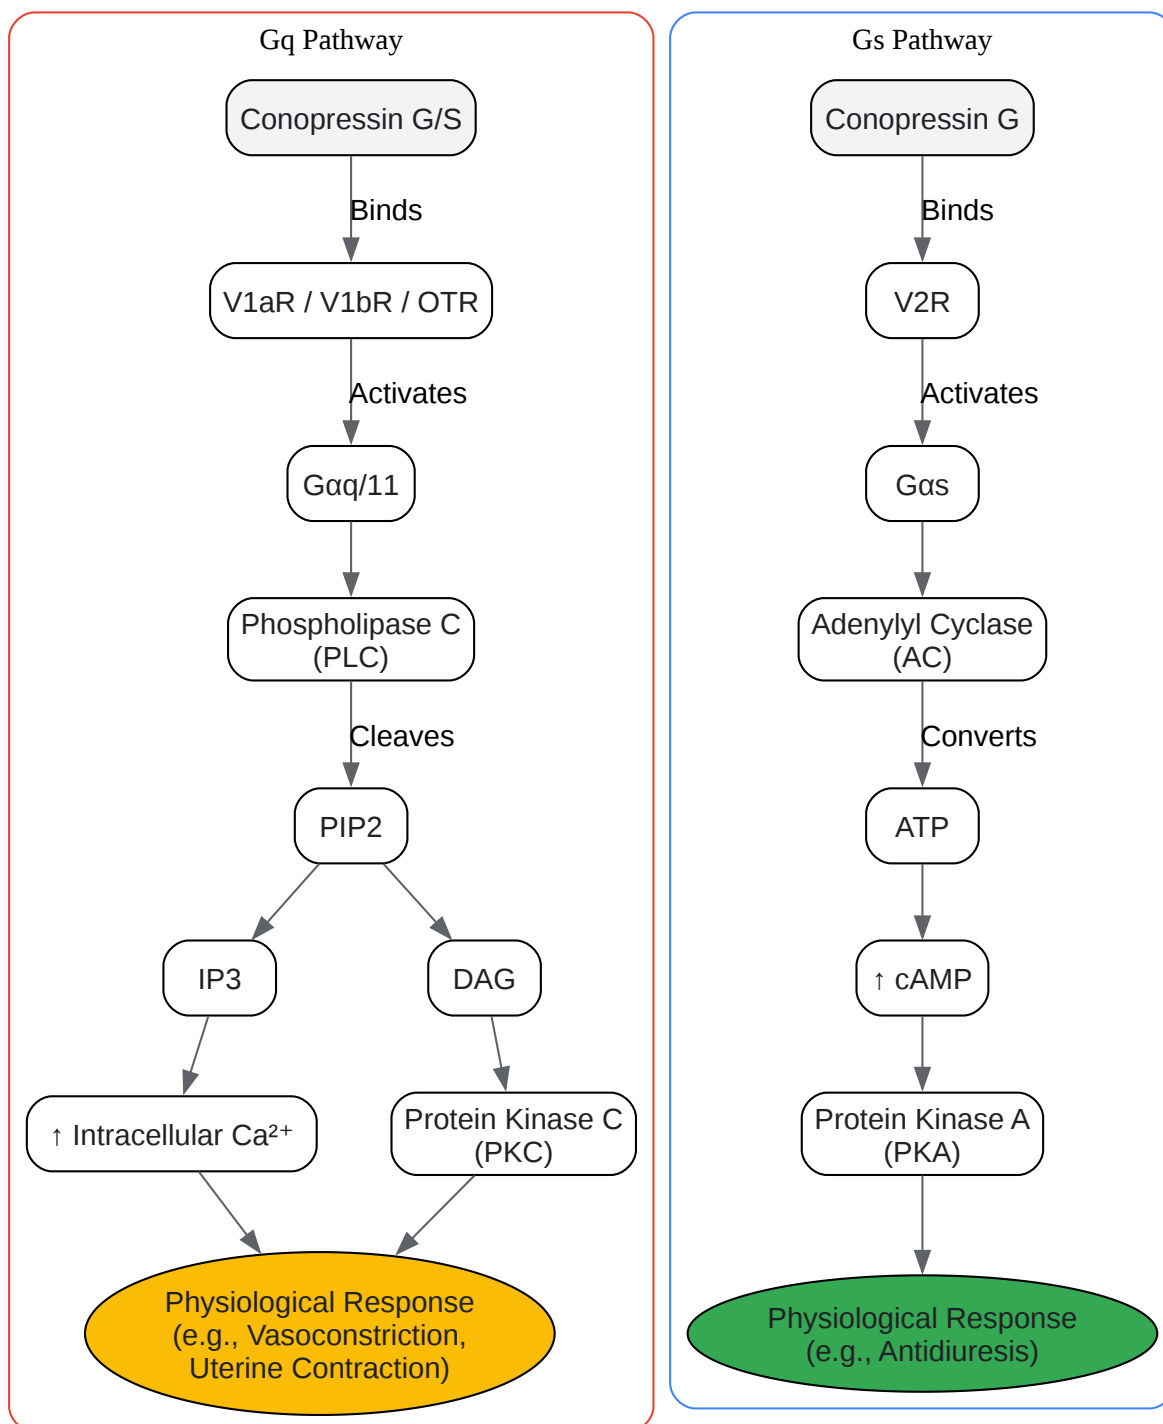 Gq Pathway
Conopressin G/S
Binds
V1aR / V1bR / OTR
Activates
Gαq/11
Phospholipase C
(PLC)
Cleaves
PIP2
IP3
DAG
↑ Intracellular Ca²⁺
Protein Kinase C
(PKC)
Physiological Response
(e.g., Vasoconstriction,
Uterine Contraction)
Gs Pathway
Conopressin G
Binds
V2R
Activates
Gαs
Adenylyl Cyclase
(AC)
Converts
ATP
↑ cAMP
Protein Kinase A
(PKA)
Physiological Response
(e.g., Antidiuresis)